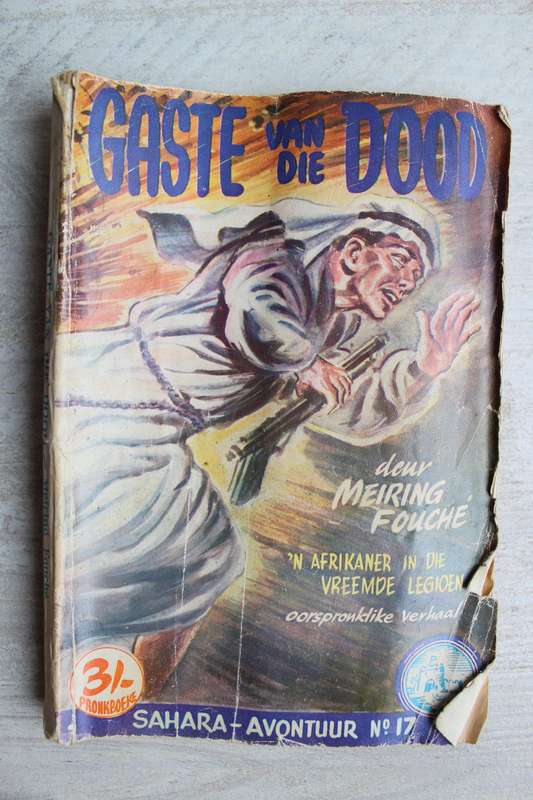 GASTE VAN DIE DOOD
deur
MEIRING
FOUCHÉ
'N AFRIKANER IN DIE
VREEMDE LEGIOEN
oorspronklike verhaal
3/-
PRONKBOEKIE
SAHARA-AVONTUUR No 17